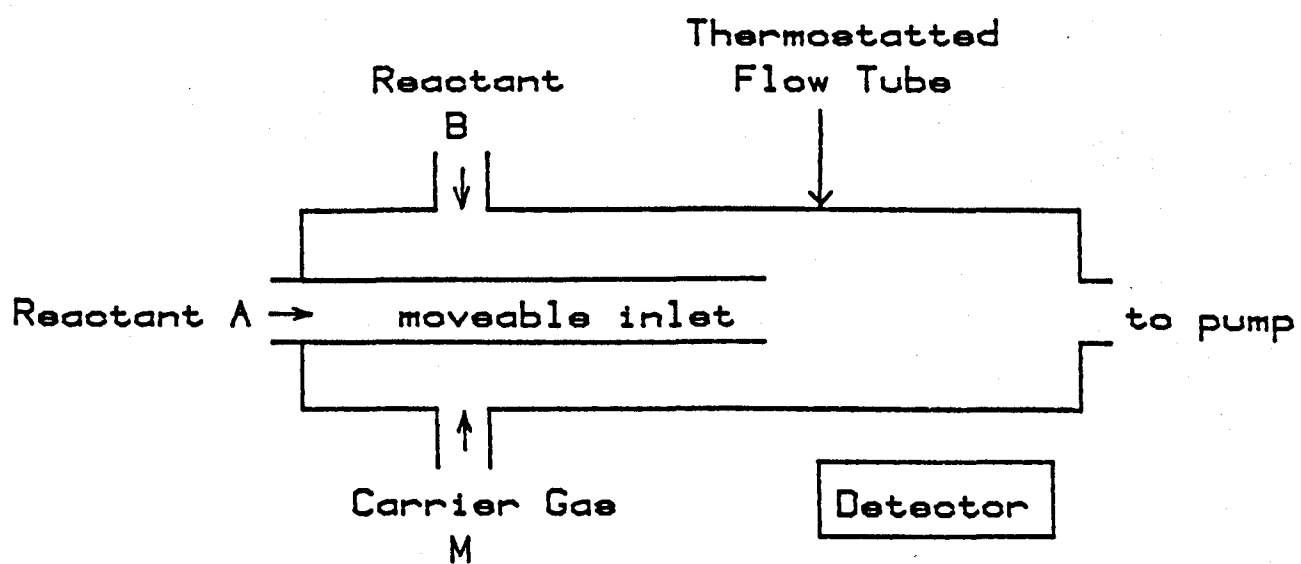 Thermostatted
Flow Tube
Reactant
B
Reactant A
moveable inlet
to pump
Carrier Gas
M
Detector